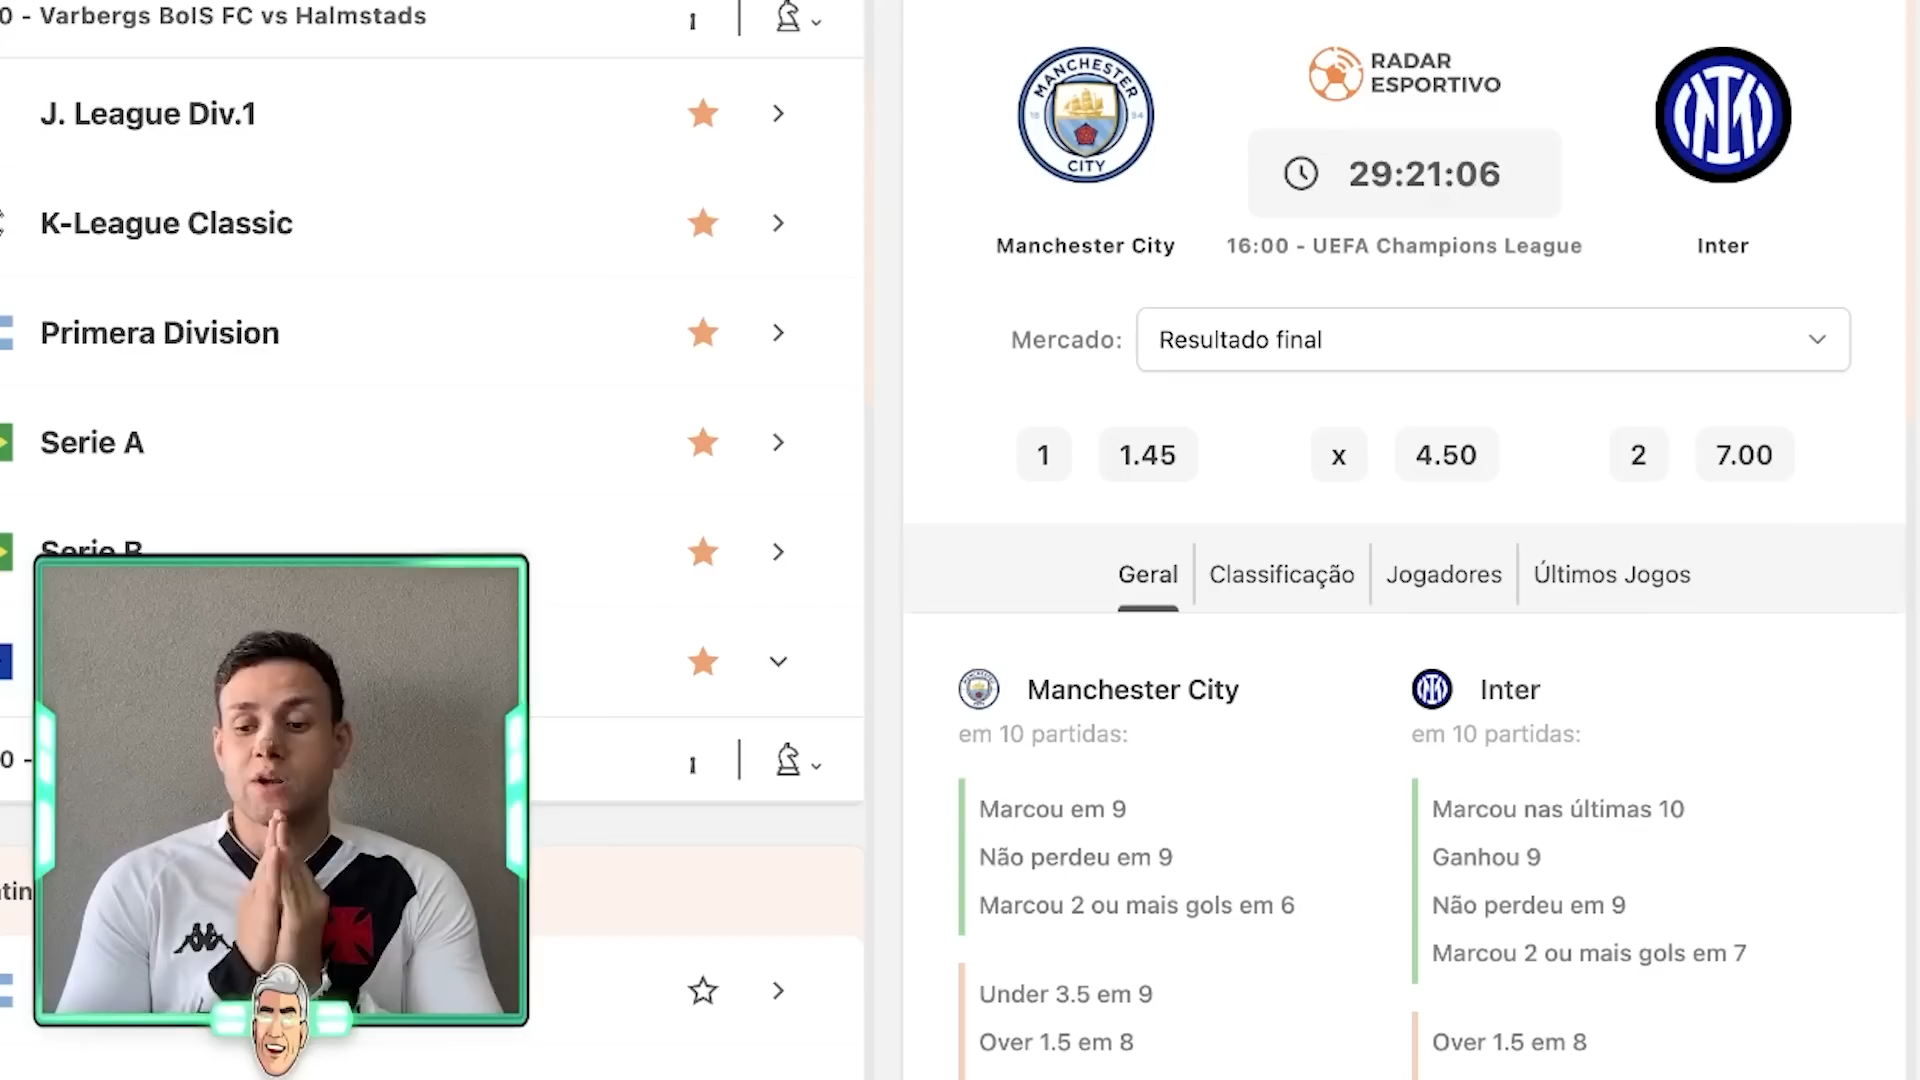 0 - Varbergs BoIS FC vs Halmstads
J. League Div.1
K-League Classic
Primera Division
Serie A
Serie B
0 -
MANCHESTER
18 94
CITY
RADAR
ESPORTIVO
29:21:06
Manchester City
16:00 - UEFA Champions League
Inter
Mercado:
Resultado final
1
1.45
x
4.50
2
7.00
Geral
Classificação
Jogadores
Últimos Jogos
Manchester City
em 10 partidas:
Marcou em 9
Não perdeu em 9
Marcou 2 ou mais gols em 6
Under 3.5 em 9
Over 1.5 em 8
Inter
em 10 partidas:
Marcou nas últimas 10
Ganhou 9
Não perdeu em 9
Marcou 2 ou mais gols em 7
Over 1.5 em 8